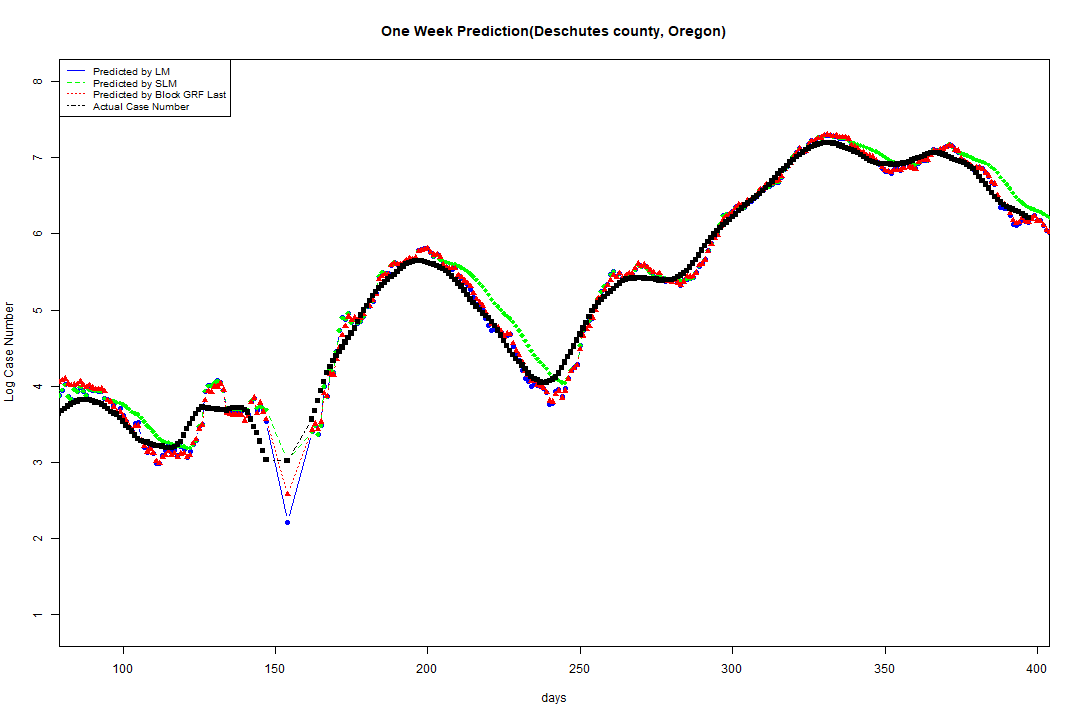 One Week Prediction(Deschutes county, Oregon)
Predicted by LM
Predicted by SLM
Predicted by Block GRF Last
Actual Case Number
8
7
6
5
4
3
2
1
Log Case Number
100 150 200 250 300 350 400
days